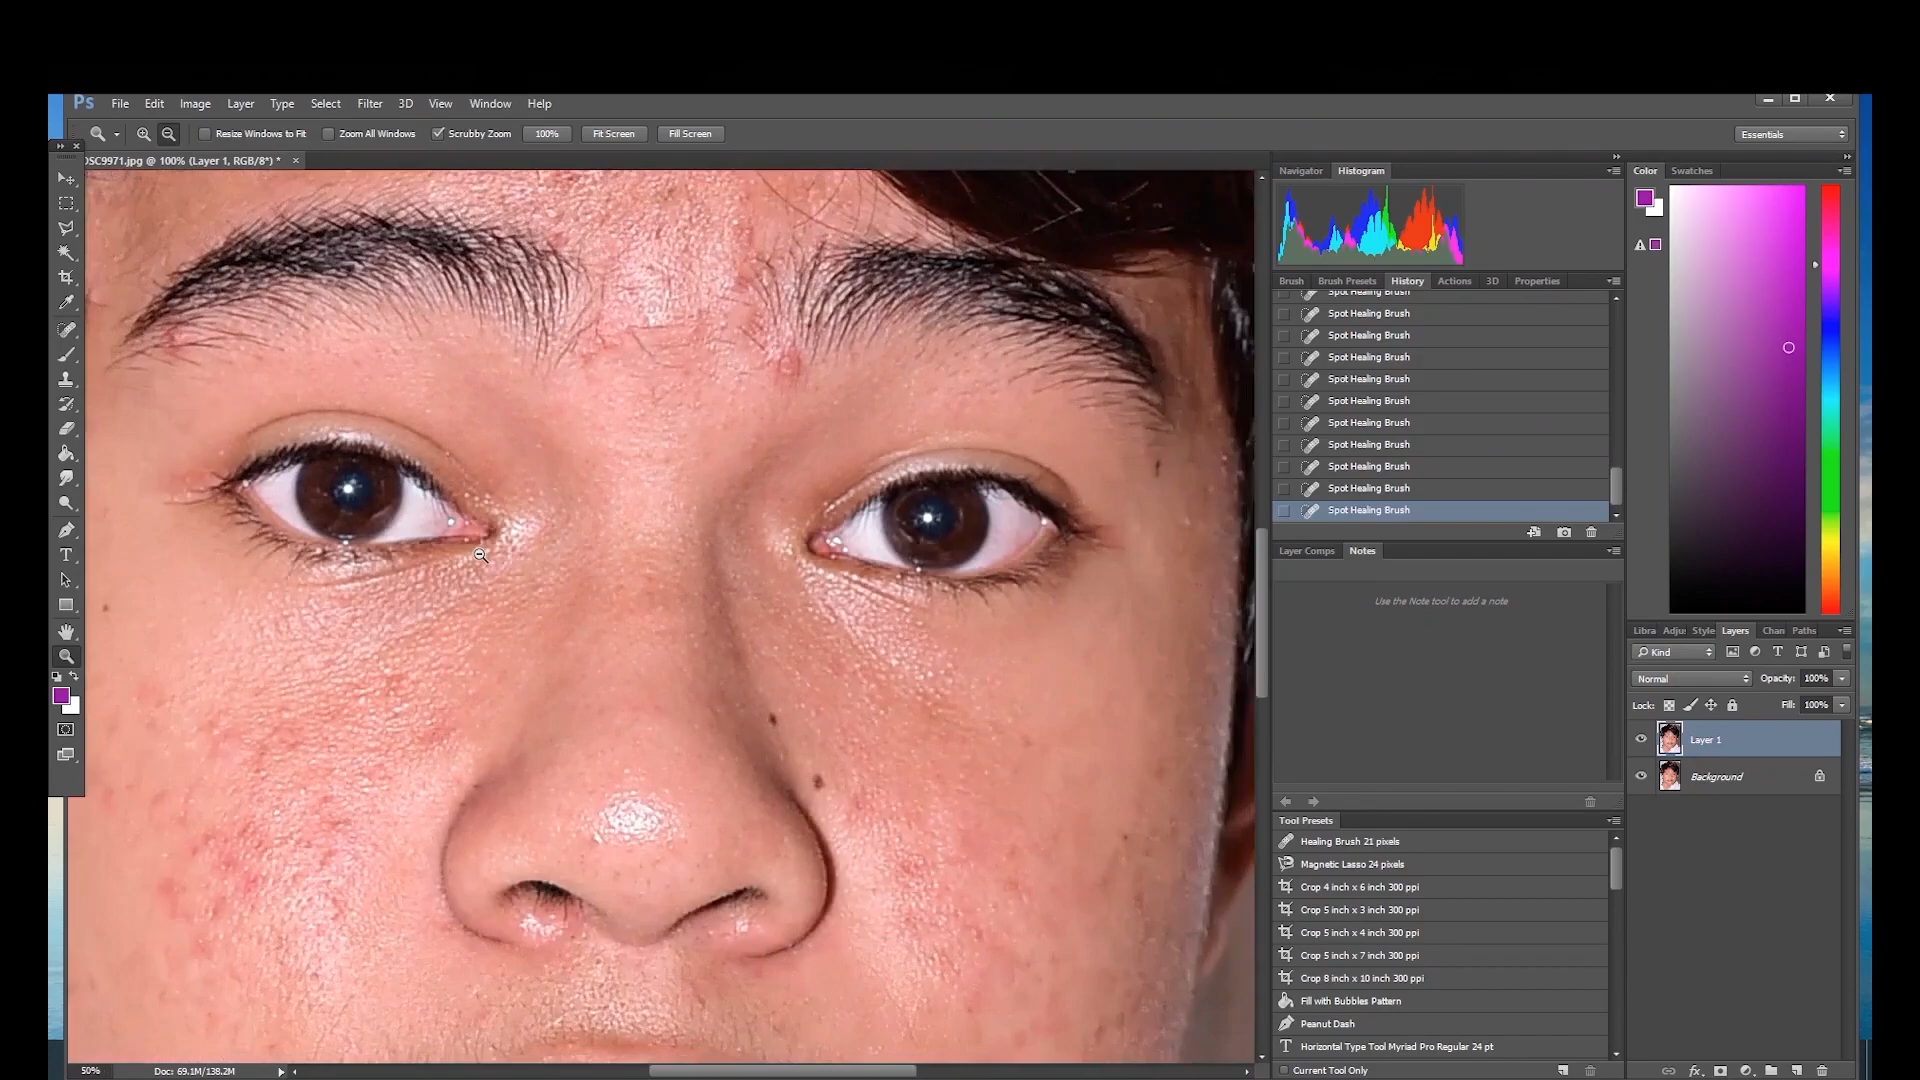 Ps File Edit Image Layer Type Select Filter 3D View Window Help
Resize Windows to Fit Zoom All Windows Scrubby Zoom 100% Fit Screen Fill Screen Essentials
DSC9971.jpg @ 100% (Layer 1, RGB/8*) *
Navigator Histogram
Color Swatches
Brush Brush Presets History Actions 3D Properties
Spot Healing Brush
Spot Healing Brush
Spot Healing Brush
Spot Healing Brush
Spot Healing Brush
Spot Healing Brush
Spot Healing Brush
Spot Healing Brush
Spot Healing Brush
Spot Healing Brush
Spot Healing Brush
Layer Comps Notes
Use the Note tool to add a note
Libra Adju Style Layers Chan Paths
Kind
Normal Opacity: 100%
Lock: Fill: 100%
Layer 1
Background
Tool Presets
Healing Brush 21 pixels
Magnetic Lasso 24 pixels
Crop 4 inch x 6 inch 300 ppi
Crop 5 inch x 3 inch 300 ppi
Crop 5 inch x 4 inch 300 ppi
Crop 5 inch x 7 inch 300 ppi
Crop 8 inch x 10 inch 300 ppi
Fill with Bubbles Pattern
Peanut Dash
Horizontal Type Tool Myriad Pro Regular 24 pt
Current Tool Only
50% Doc: 69.1M/138.2M